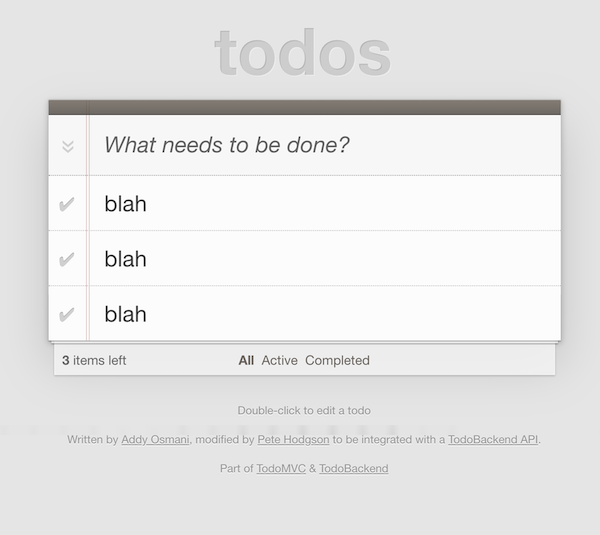 todos
What needs to be done?
blah
blah
blah
3 items left All Active Completed
Double-click to edit a todo
Written by Addy Osmani, modified by Pete Hodgson to be integrated with a TodoBackend API.
Part of TodoMVC & TodoBackend